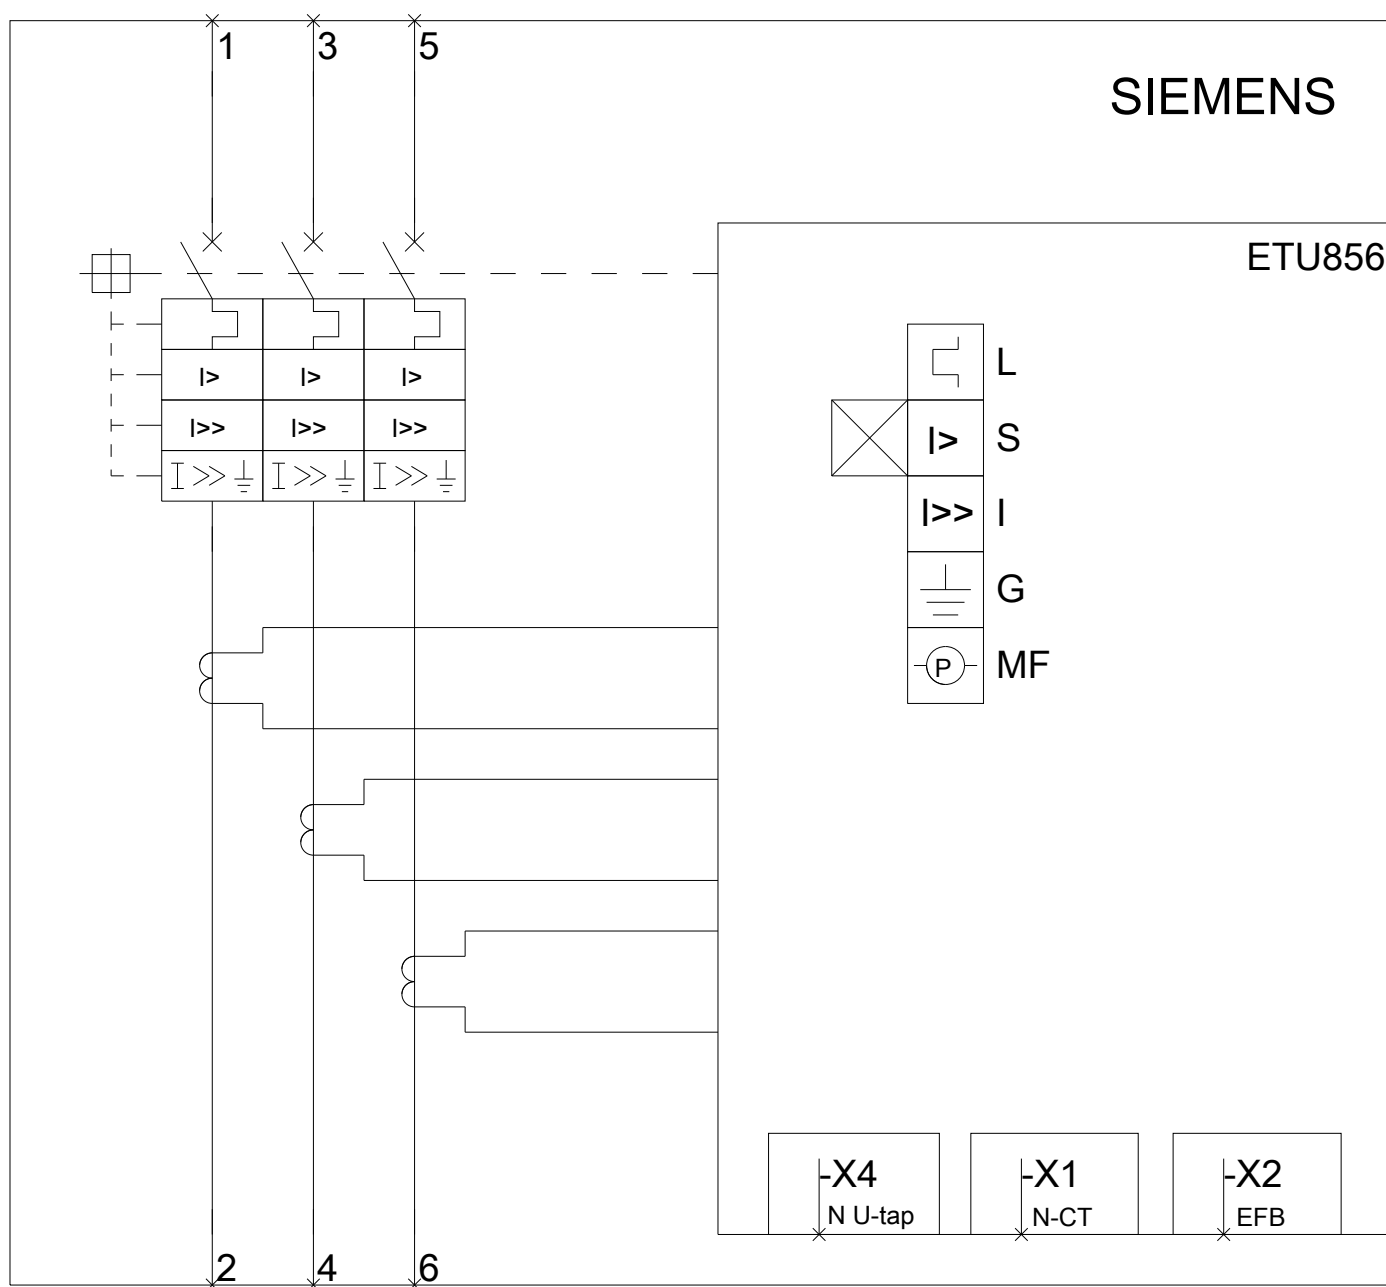 1 3 5
SIEMENS
ETU856
L
I> I> I>
I> S
I>> I>> I>>
I>> I
I>> I>> I>>
G
P MF
-X4 -X1 -X2
N U-tap N-CT EFB
2 4 6